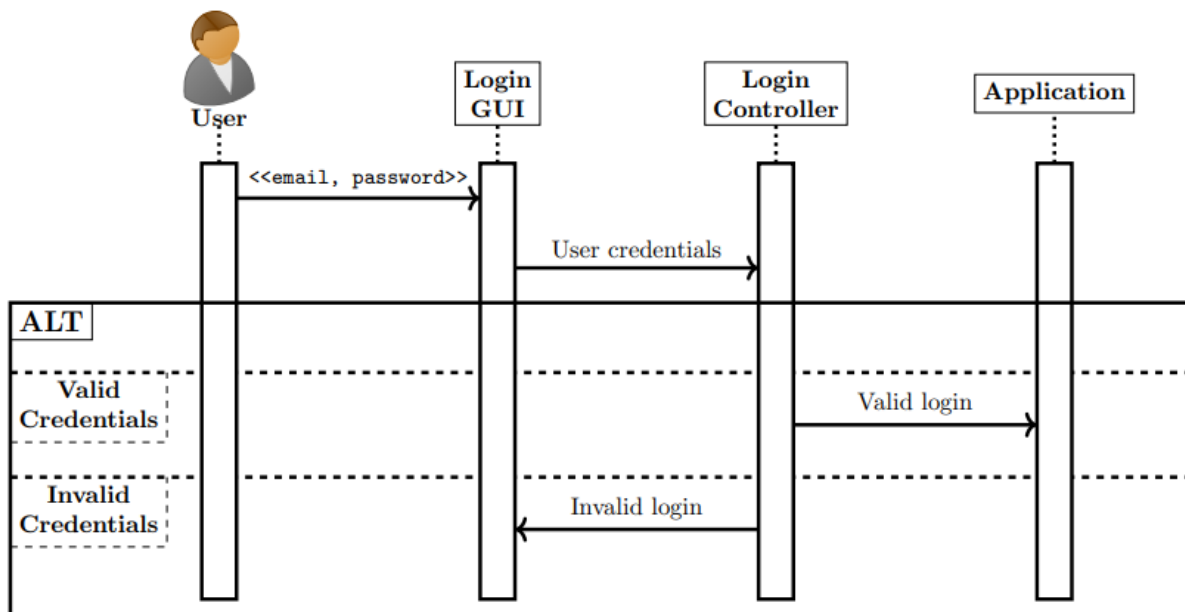 User
Login
GUI
Login
Controller
Application
<<email, password>>
User credentials
ALT
Valid
Credentials
Valid login
Invalid
Credentials
Invalid login